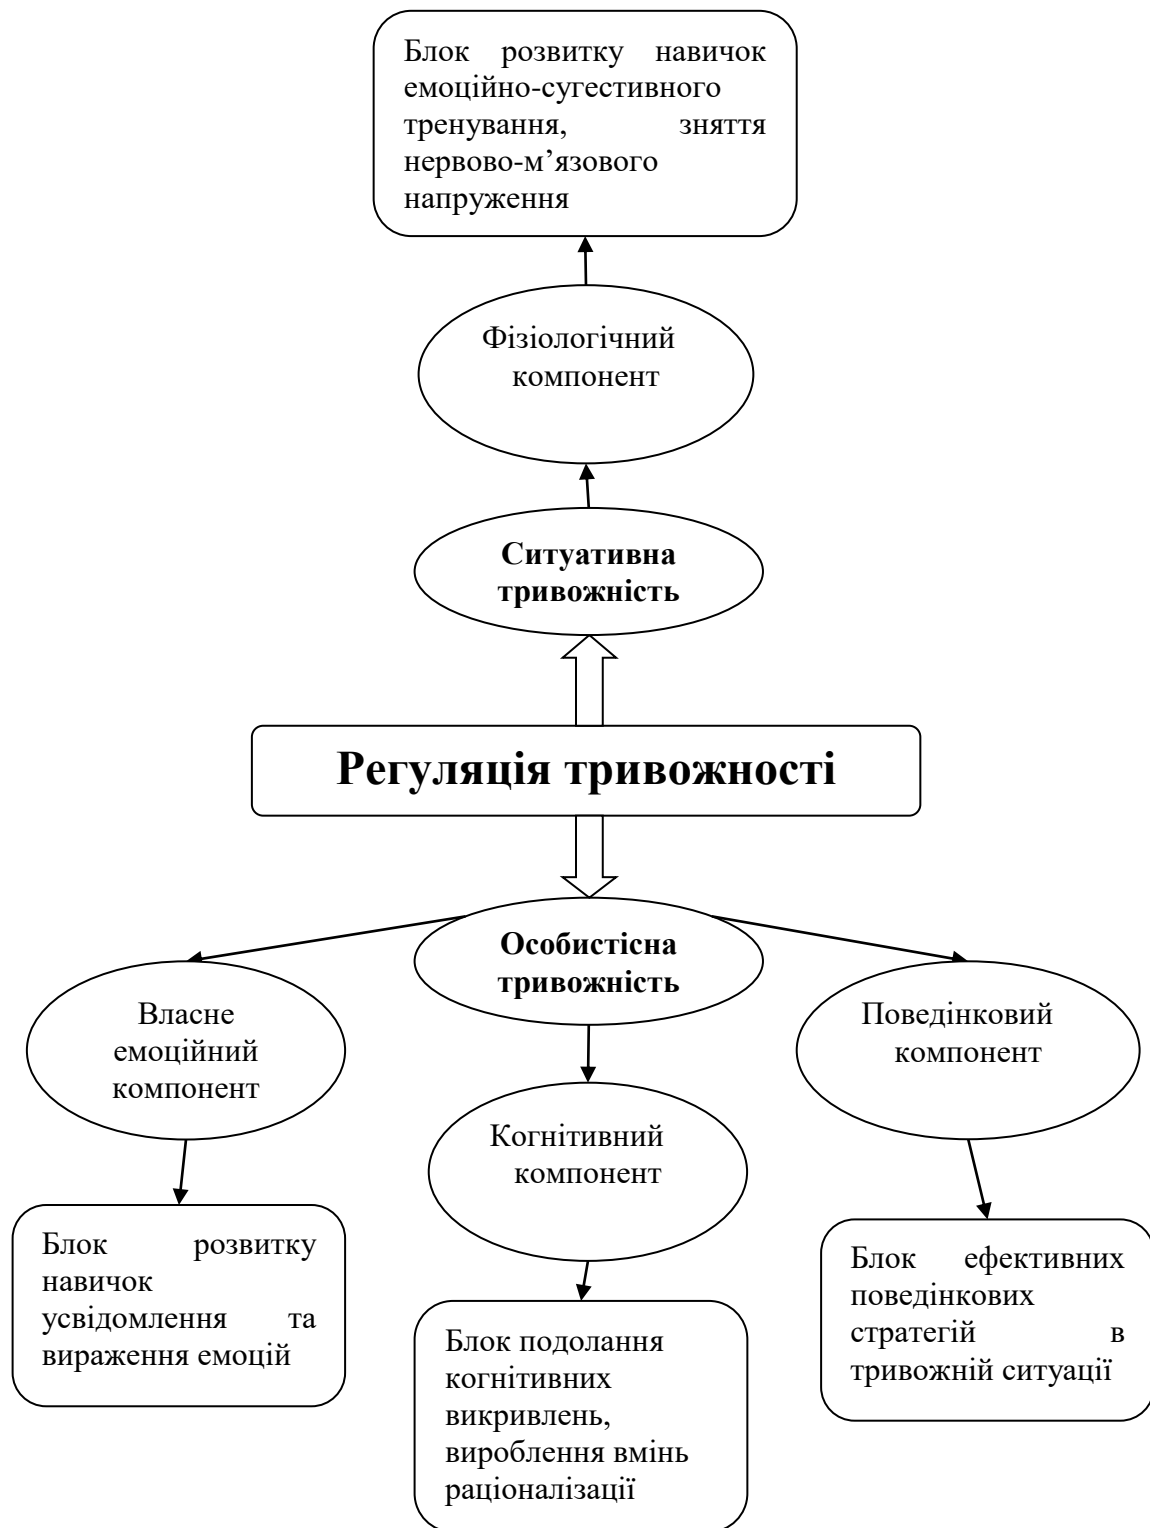 Блок розвитку навичок
емоційно-сугестивного
тренування, зняття
нервово-м’язового
напруження
Фізіологічний
компонент
Ситуативна
тривожність
Регуляція тривожності
Особистісна
тривожність
Власне
емоційний
компонент
Поведінковий
компонент
Когнітивний
компонент
Блок розвитку
навичок
усвідомлення та
вираження емоцій
Блок ефективних
поведінкових
стратегій в
тривожній ситуації
Блок подолання
когнітивних
викривлень,
вироблення вмінь
раціоналізації